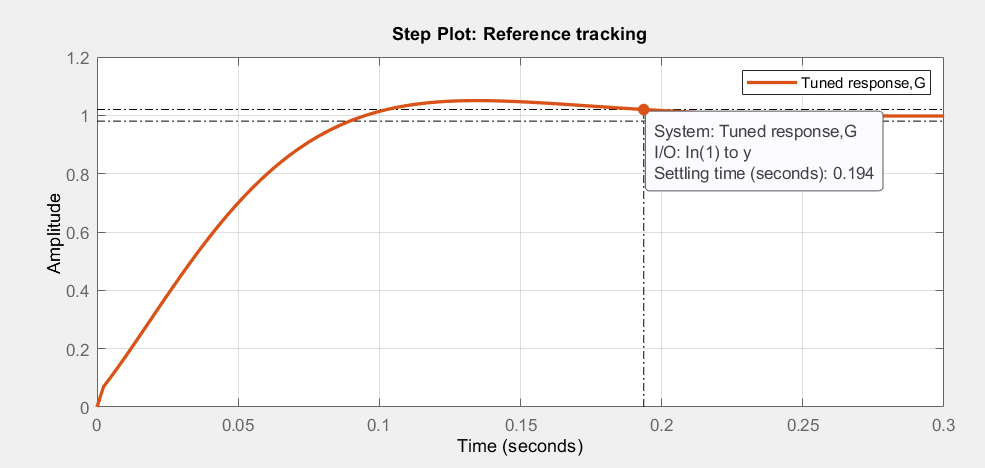 Step Plot: Reference tracking
Tuned response,G
Amplitude
1.2
1
0.8
0.6
0.4
0.2
0
System: Tuned response,G
I/O: In(1) to y
Settling time (seconds): 0.194
0
0.05
0.1
0.15
0.2
0.25
0.3
Time (seconds)